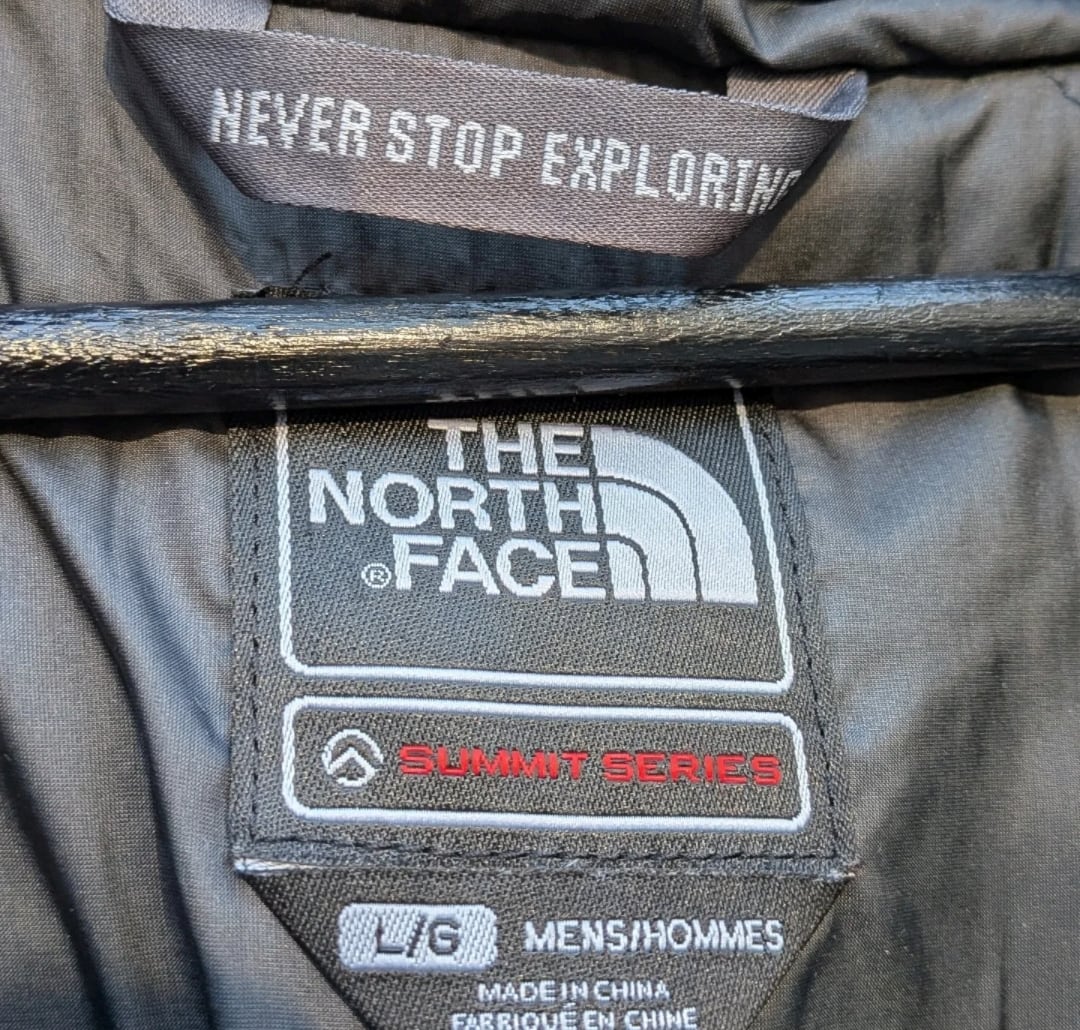 NEVER STOP EXPLORING
THE
NORTH
®FACE
SUMMIT SERIES
L/G MENS/HOMMES
MADE IN CHINA
FABRIQUÉ EN CHINE